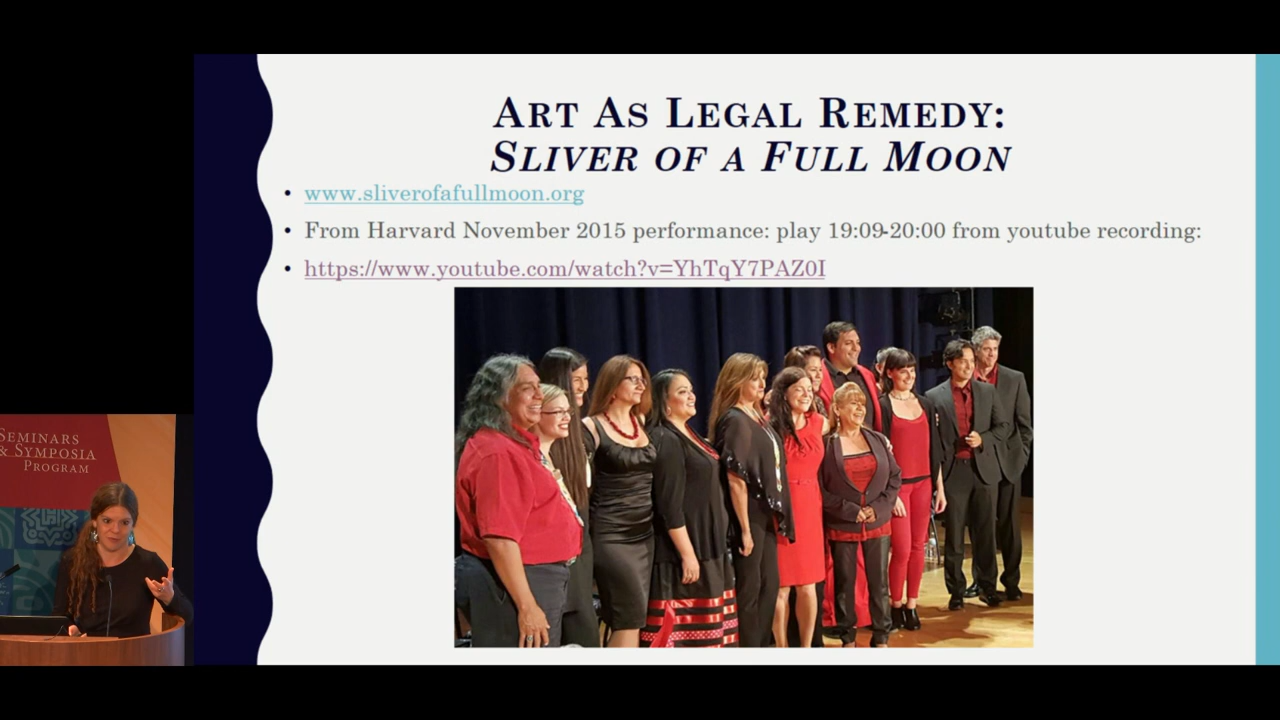 ART AS LEGAL REMEDY:
SLIVER OF A FULL MOON
• www.sliverofafullmoon.org
• From Harvard November 2015 performance: play 19:09-20:00 from youtube recording:
• https://www.youtube.com/watch?v=YhTqY7PAZ0I
SEMINARS
& SYMPOSIA
PROGRAM